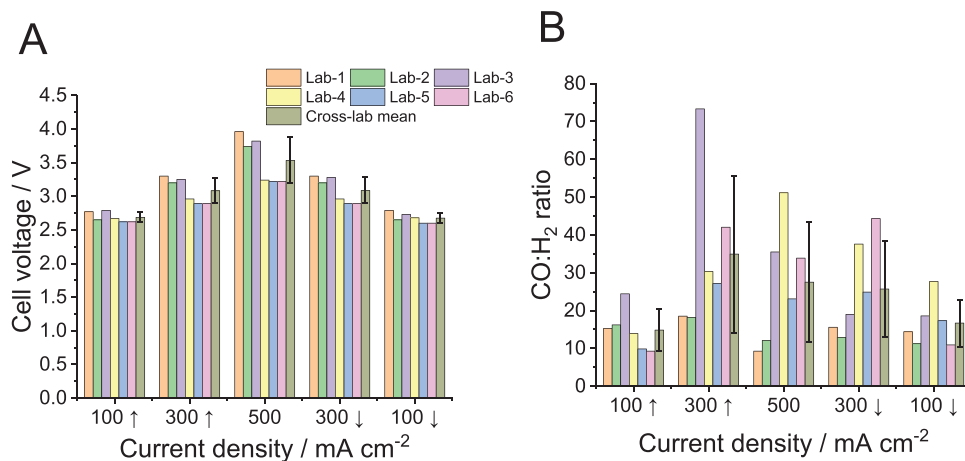 A
B
Lab-1 Lab-2 Lab-3
Lab-4 Lab-5 Lab-6
Cross-lab mean
Cell voltage / V
4.5
4.0
3.5
3.0
2.5
2.0
1.5
1.0
0.5
0.0
100 ↑ 300 ↑ 500 300 ↓ 100 ↓
Current density / mA cm⁻²
CO:H₂ ratio
80
70
60
50
40
30
20
10
0
100 ↑ 300 ↑ 500 300 ↓ 100 ↓
Current density / mA cm⁻²